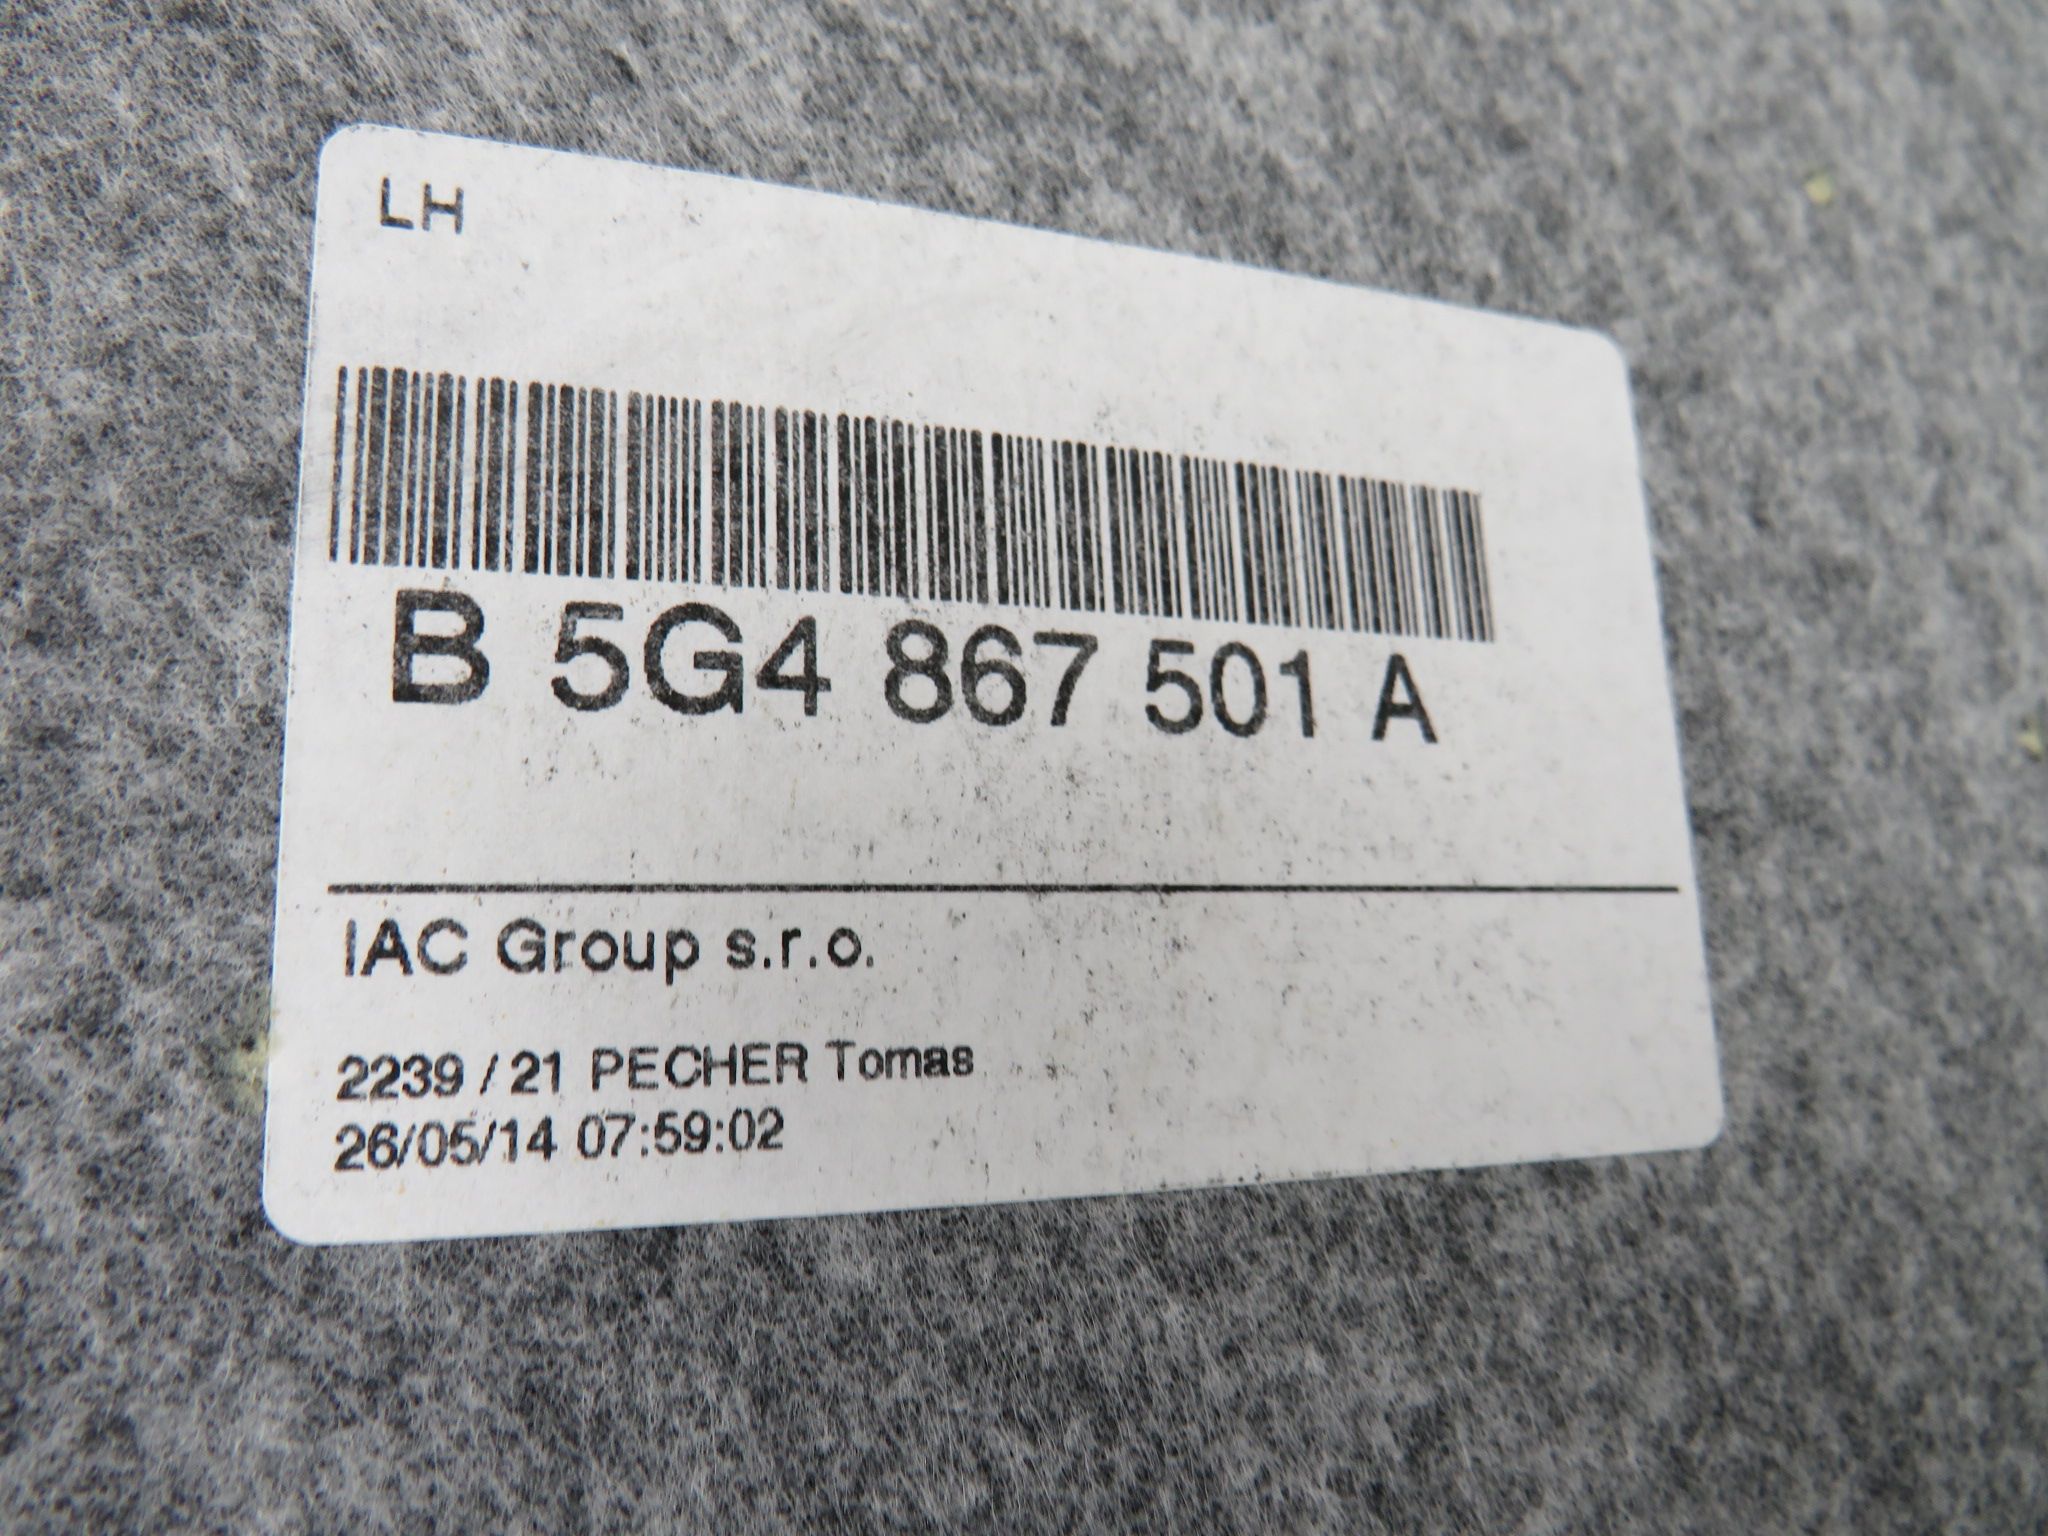 LH
B 5G4 867 501 A
IAC Group s.r.o.
2239 / 21 PECHER Tomas
26/05/14 07:59:02